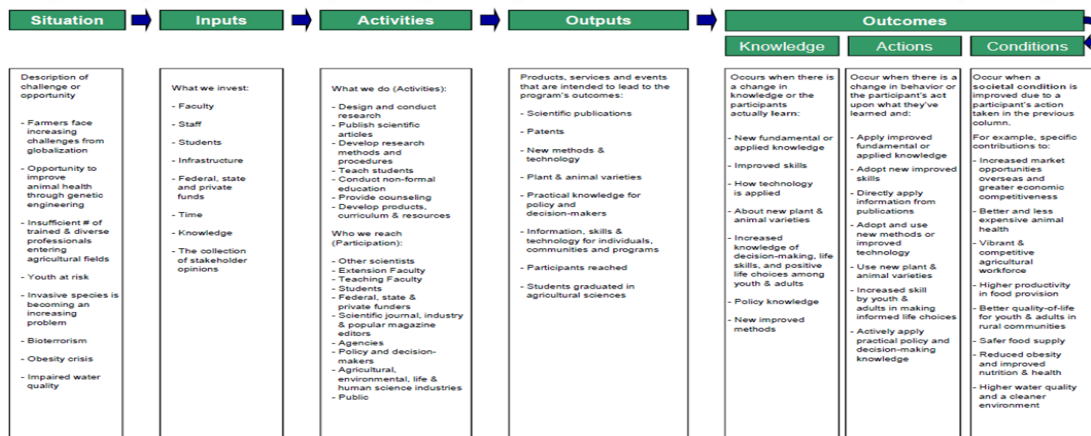 Situation
Inputs
Activities
Outputs
Outcomes
Knowledge
Actions
Conditions
Description of
challenge or
opportunity
- Farmers face
increasing
challenges from
globalization
- Opportunity to
improve
animal health
through genetic
engineering
- Insufficient # of
trained & diverse
professionals
entering
agricultural fields
- Youth at risk
- Invasive species is
becoming an
increasing
problem
- Bioterrorism
- Obesity crisis
- Impaired water
quality
What we invest:
- Faculty
- Staff
- Students
- Infrastructure
- Federal, state
and private
funds
- Time
- Knowledge
- The collection
of stakeholder
opinions
What we do (Activities):
- Design and conduct
research
- Publish scientific
articles
- Develop research
methods and
procedures
- Teach students
- Conduct non-formal
education
- Provide counseling
- Develop products,
curriculum & resources
Who we reach
(Participation):
- Other scientists
- Extension Faculty
- Teaching Faculty
- Students
- Federal, state &
private funders
- Scientific journal, industry
& popular magazine
editors
- Agencies
- Policy and decision-
makers
- Agricultural,
environmental, life &
human science industries
- Public
Products, services and events
that are intended to lead to the
program's outcomes:
- Scientific publications
- Patents
- New methods &
technology
- Plant & animal varieties
- Practical knowledge for
policy and
decision-makers
- Information, skills &
technology for individuals,
communities and programs
- Participants reached
- Students graduated in
agricultural sciences
Occurs when there is
a change in
knowledge or the
participants
actually learn:
- New fundamental or
applied knowledge
- Improved skills
- How technology
is applied
- About new plant &
animal varieties
- Increased
knowledge of
decision-making, life
skills, and positive
life choices among
youth & adults
- Policy knowledge
- New improved
methods
Occur when there is a
change in behavior or
the participant's act
upon what they've
learned and:
- Apply improved
fundamental or
applied knowledge
- Adopt new improved
skills
- Directly apply
information from
publications
- Adopt and use
new methods or
improved
technology
- Use new plant &
animal varieties
- Increased skill
by youth &
adults in making
informed life choices
- Actively apply
practical policy and
decision-making
knowledge
Occur when a
societal condition is
improved due to a
participant's action
taken in the previous
column.
For example, specific
contributions to:
- Increased market
opportunities
overseas and
greater economic
competitiveness
- Better and less
expensive animal
health
- Vibrant &
competitive
agricultural
workforce
- Higher productivity
in food provision
- Better quality-of-life
for youth & adults in
rural communities
- Safer food supply
- Reduced obesity
and improved
nutrition & health
- Higher water quality
and a cleaner
environment